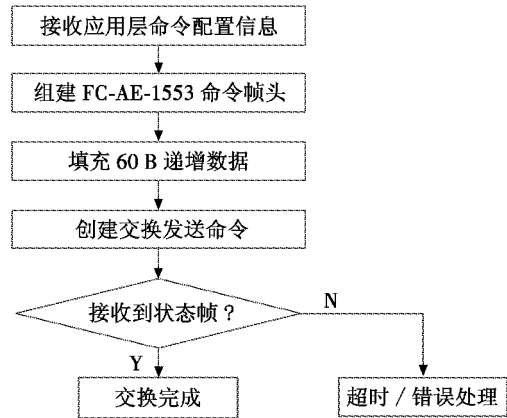 接收应用层命令配置信息
组建 FC-AE-1553 命令帧头
填充 60 B 递增数据
创建交换发送命令
接收到状态帧？
N
Y
交换完成
超时 / 错误处理